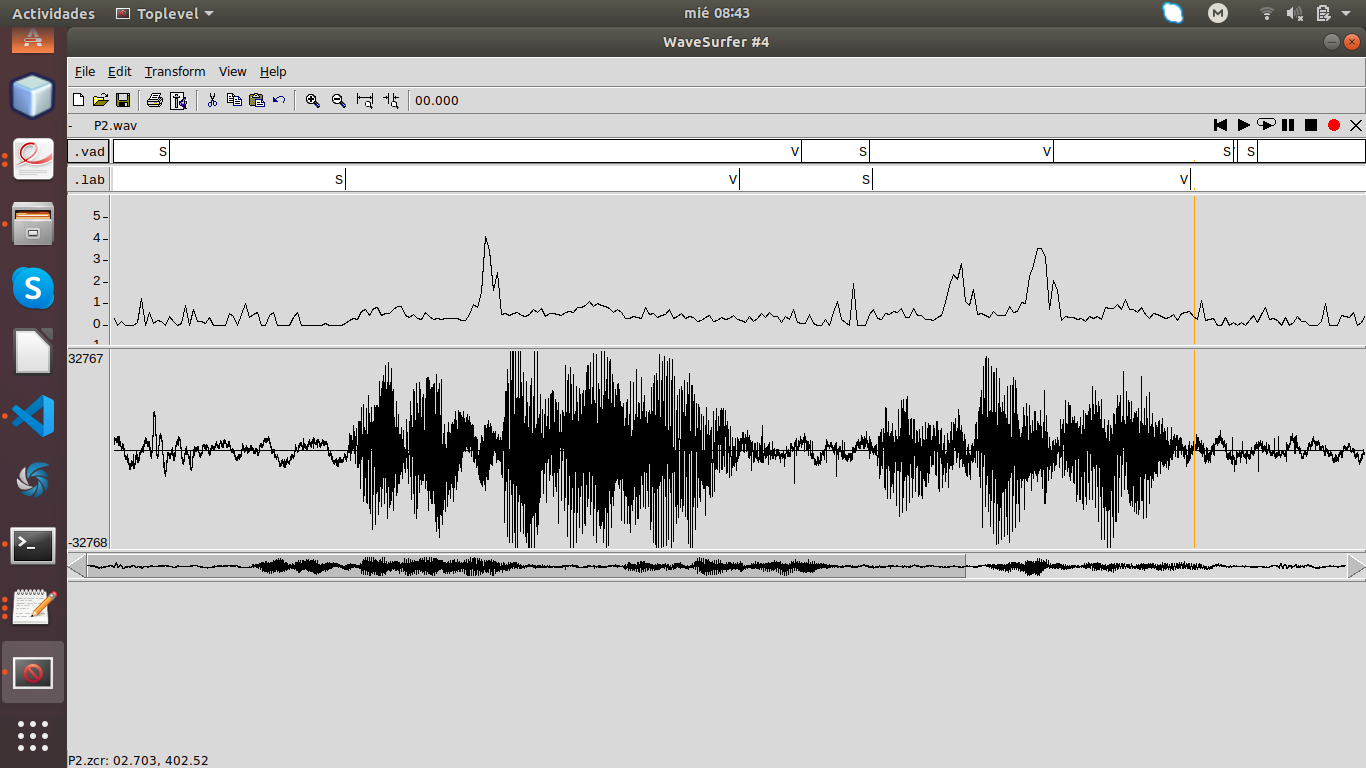 Actividades Toplevel mié 08:43 M
WaveSurfer #4
File Edit Transform View Help
00.000
- P2.wav
.vad S V S V S S
.lab S V S V
5
4
3
2
1
0
32767
-32768
P2.zcr: 02.703, 402.52